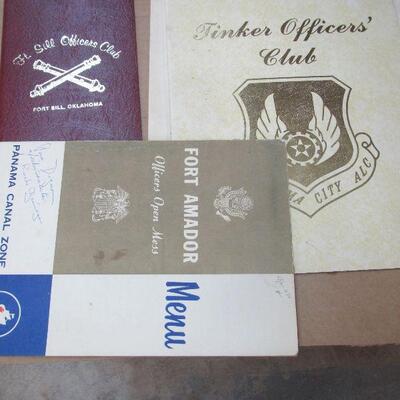 Ft. Sill Officers Club
FORT SILL, OKLAHOMA
Tinker Officers'
Club
CITY ALC
FORT AMADOR
Officers Open Mess
Menu
PANAMA CANAL ZONE